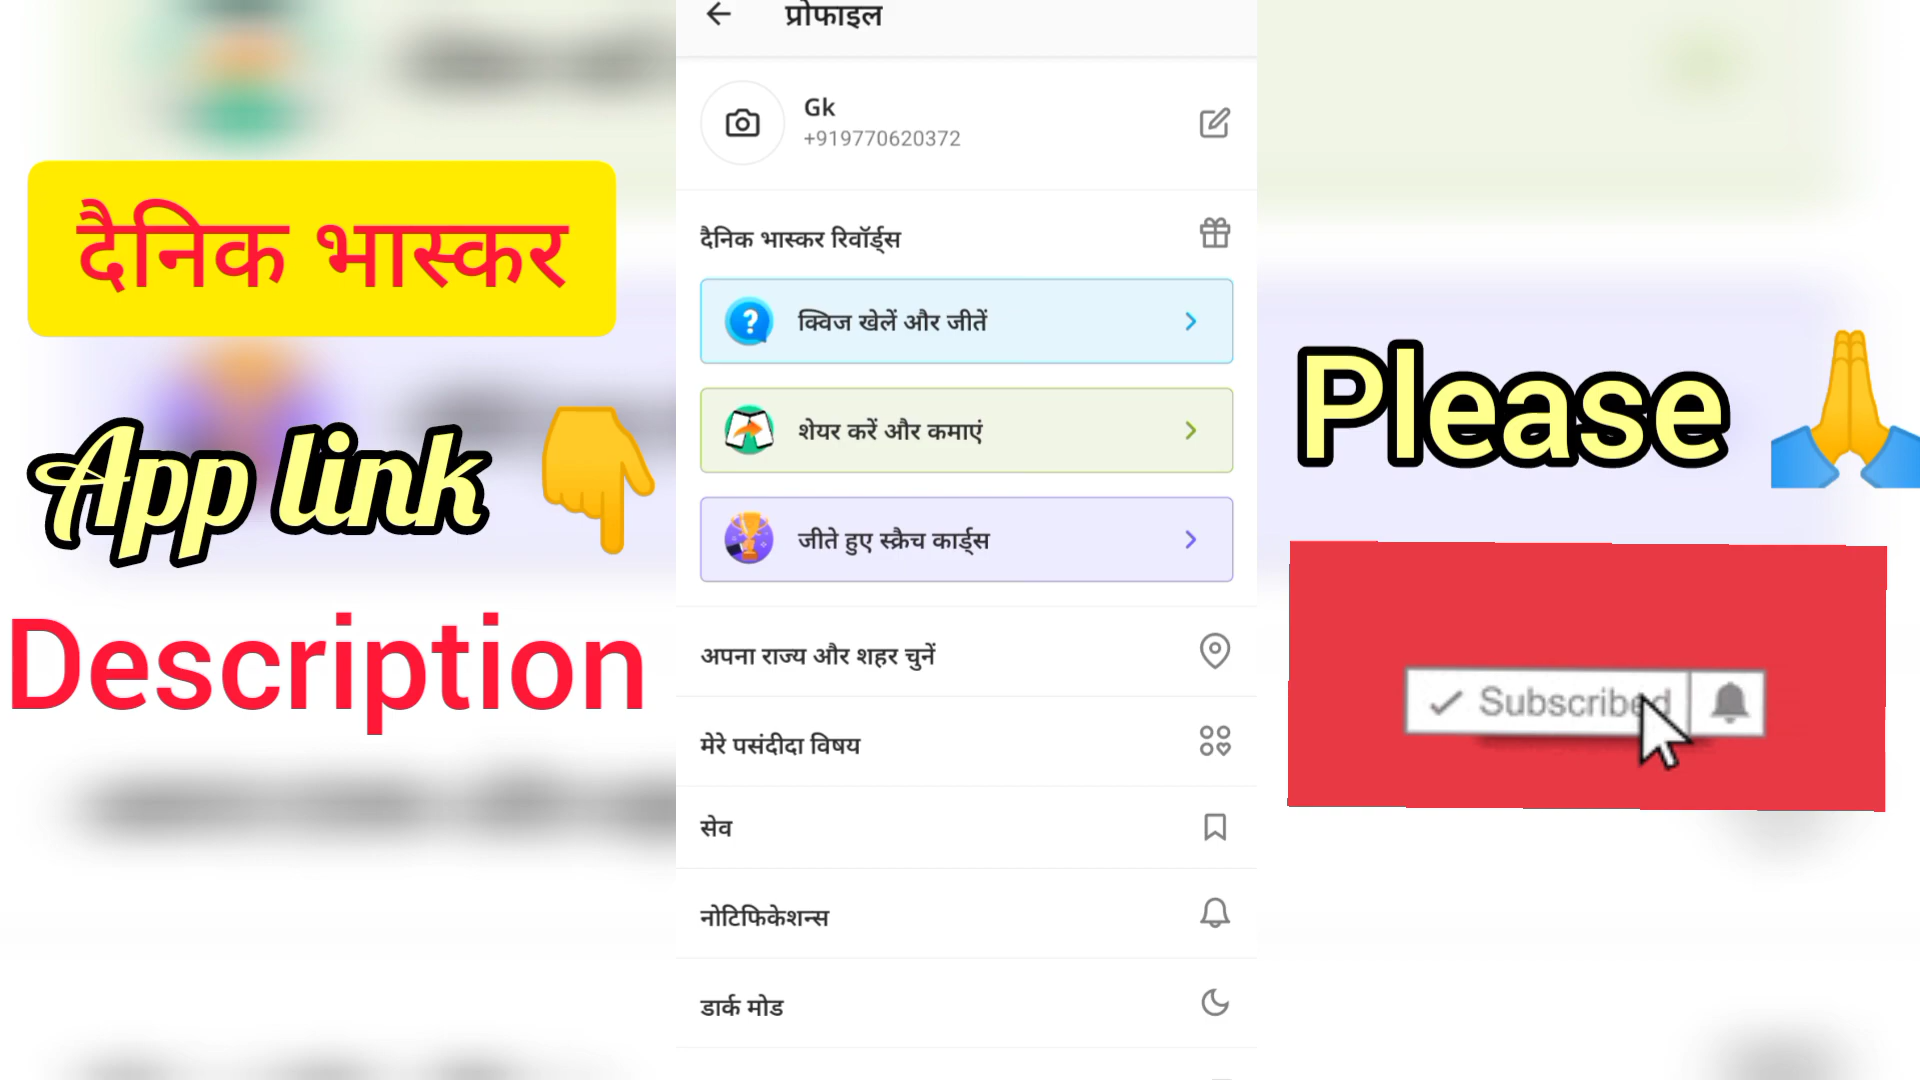 प्रोफाइल
Gk
+919770620372
दैनिक भास्कर
दैनिक भास्कर रिवॉर्ड्स
क्विज खेलें और जीतें
शेयर करें और कमाएं
जीते हुए स्क्रैच कार्ड्स
अपना राज्य और शहर चुनें
मेरे पसंदीदा विषय
सेव
नोटिफिकेशन्स
डार्क मोड
App link
Description
Please
Subscribed